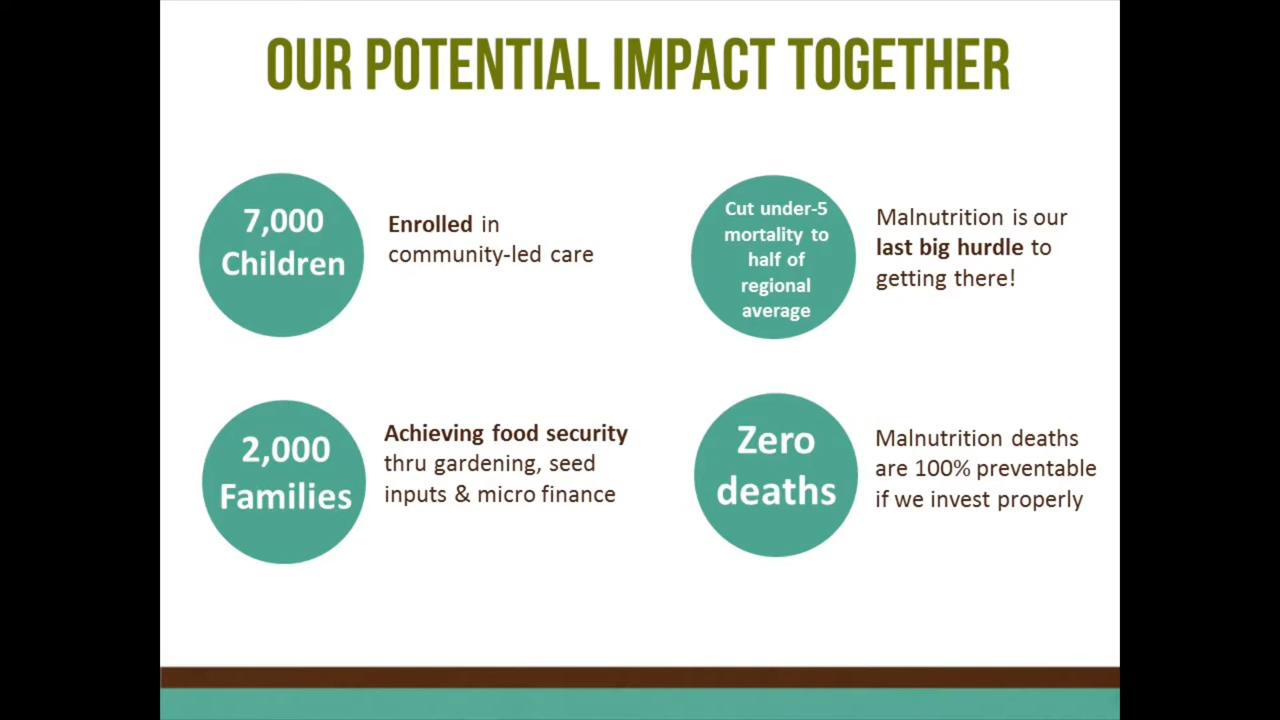 OUR POTENTIAL IMPACT TOGETHER
7,000
Children
Enrolled in
community-led care
Cut under-5
mortality to
half of
regional
average
Malnutrition is our
last big hurdle to
getting there!
2,000
Families
Achieving food security
thru gardening, seed
inputs & micro finance
Zero
deaths
Malnutrition deaths
are 100% preventable
if we invest properly